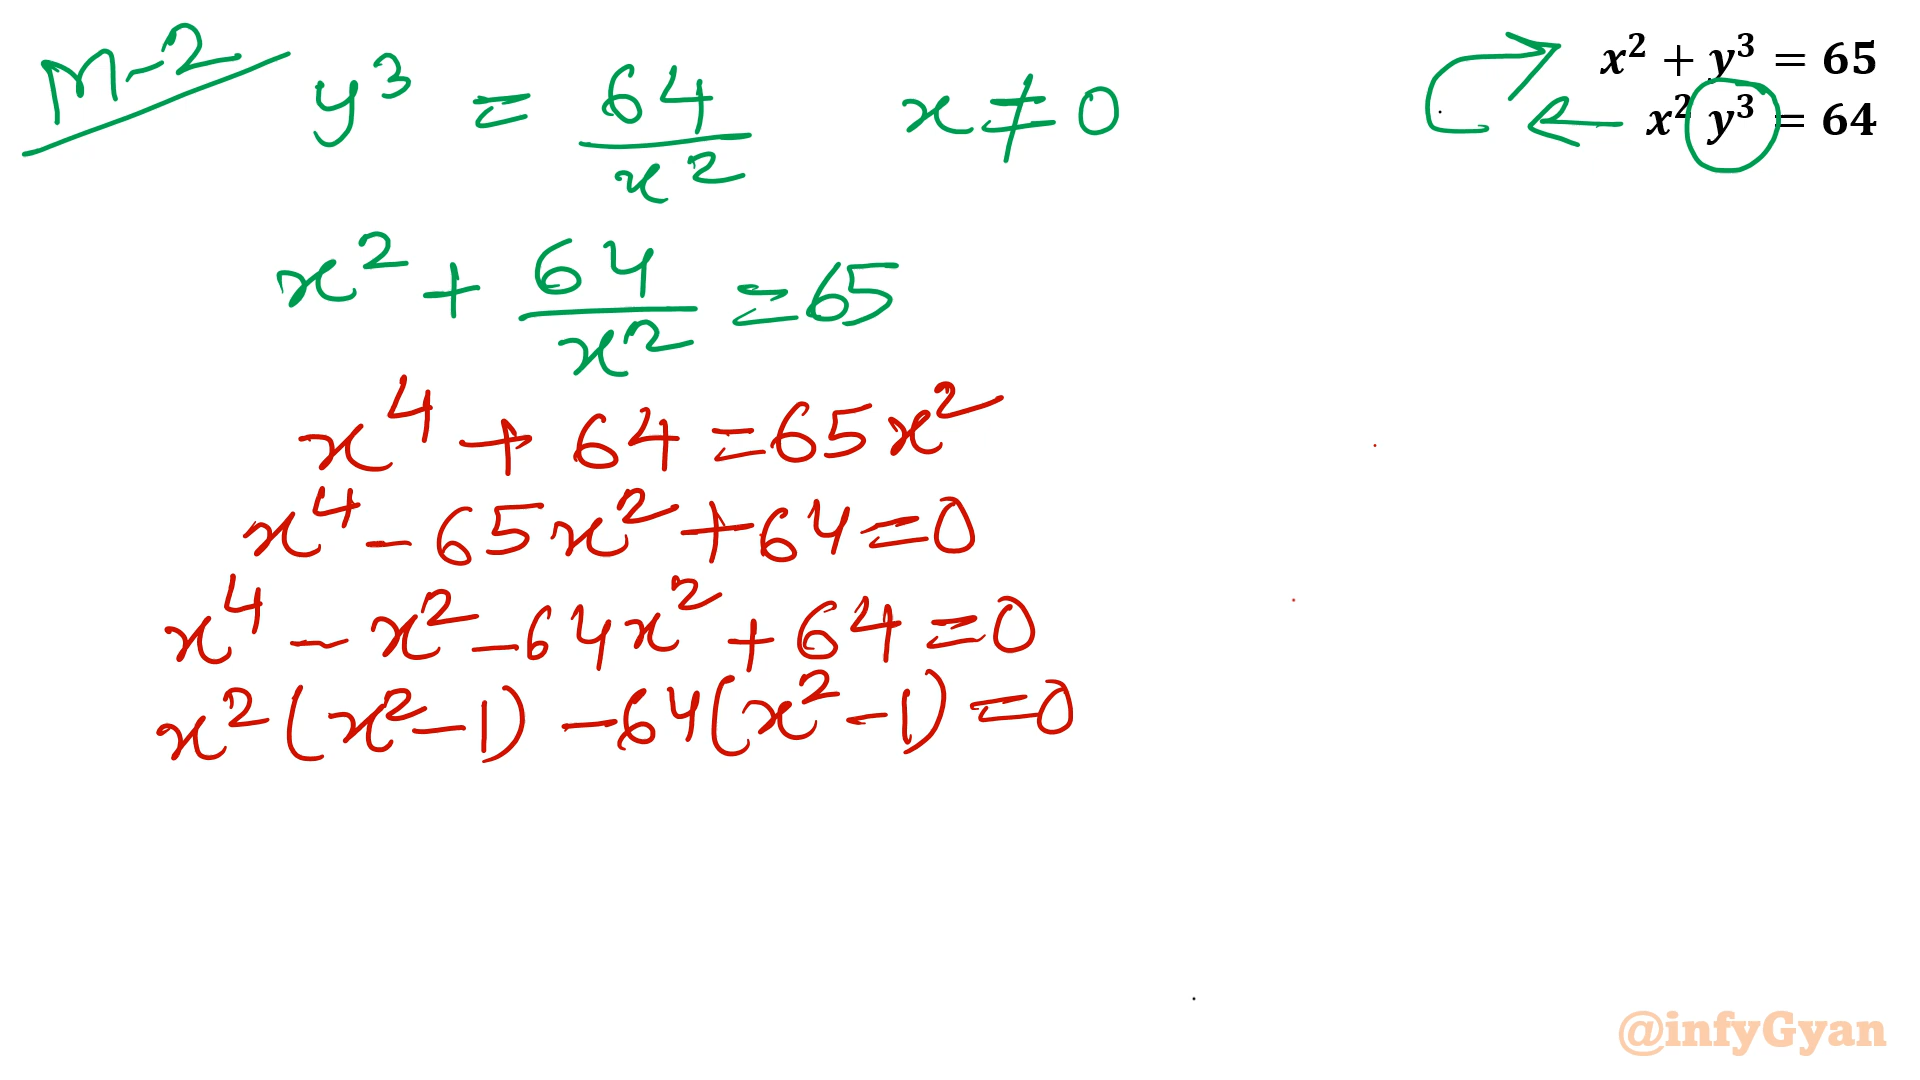 M-2
y³ = 64/x² x ≠ 0
x² + y³ = 65
x² y³ = 64
x² + 64/x² = 65
x⁴ + 64 = 65x²
x⁴ - 65x² + 64 = 0
x⁴ - x² - 64x² + 64 = 0
x²(x² - 1) - 64(x² - 1) = 0
@infyGyan